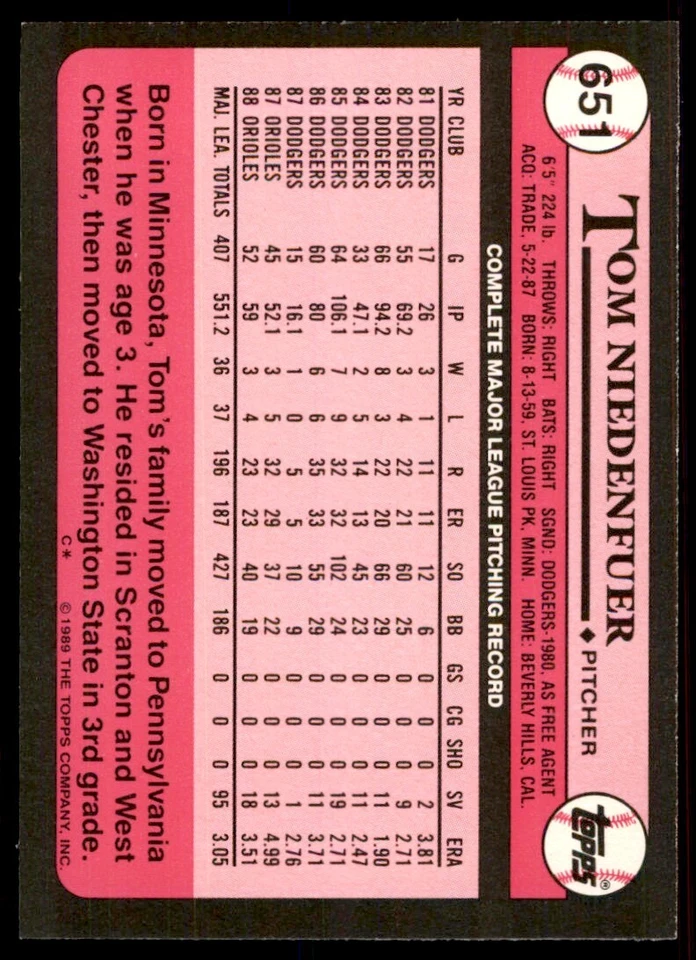 651
TOM NIEDENFUER ♦ PITCHER
TOPPS®
6'5" 224 lb. THROWS: RIGHT BATS: RIGHT SGND: DODGERS-1980, AS FREE AGENT
ACQ: TRADE, 5-22-87 BORN: 8-13-59, ST. LOUIS PK, MINN. HOME: BEVERLY HILLS, CAL.
COMPLETE MAJOR LEAGUE PITCHING RECORD
YR CLUB G IP W L R ER SO BB GS CG SHO SV ERA
81 DODGERS 17 26 3 1 11 11 12 6 0 0 0 2 3.81
82 DODGERS 55 69.2 3 4 22 21 60 25 0 0 0 9 2.71
83 DODGERS 66 94.2 8 3 22 20 66 29 0 0 0 11 1.90
84 DODGERS 33 47.1 2 5 14 13 45 23 0 0 0 11 2.47
85 DODGERS 64 106.1 7 9 32 32 102 24 0 0 0 19 2.71
86 DODGERS 60 80 6 6 35 33 55 29 0 0 0 11 3.71
87 DODGERS 15 16.1 1 0 5 5 10 9 0 0 0 1 2.76
87 ORIOLES 45 52.1 3 5 32 29 37 22 0 0 0 13 4.99
88 ORIOLES 52 59 3 4 23 23 40 19 0 0 0 18 3.51
MAJ. LEA. TOTALS 407 551.2 36 37 196 187 427 186 0 0 0 95 3.05
Born in Minnesota, Tom's family moved to Pennsylvania
when he was age 3. He resided in Scranton and West
Chester, then moved to Washington State in 3rd grade.
C* © 1989 THE TOPPS COMPANY, INC.